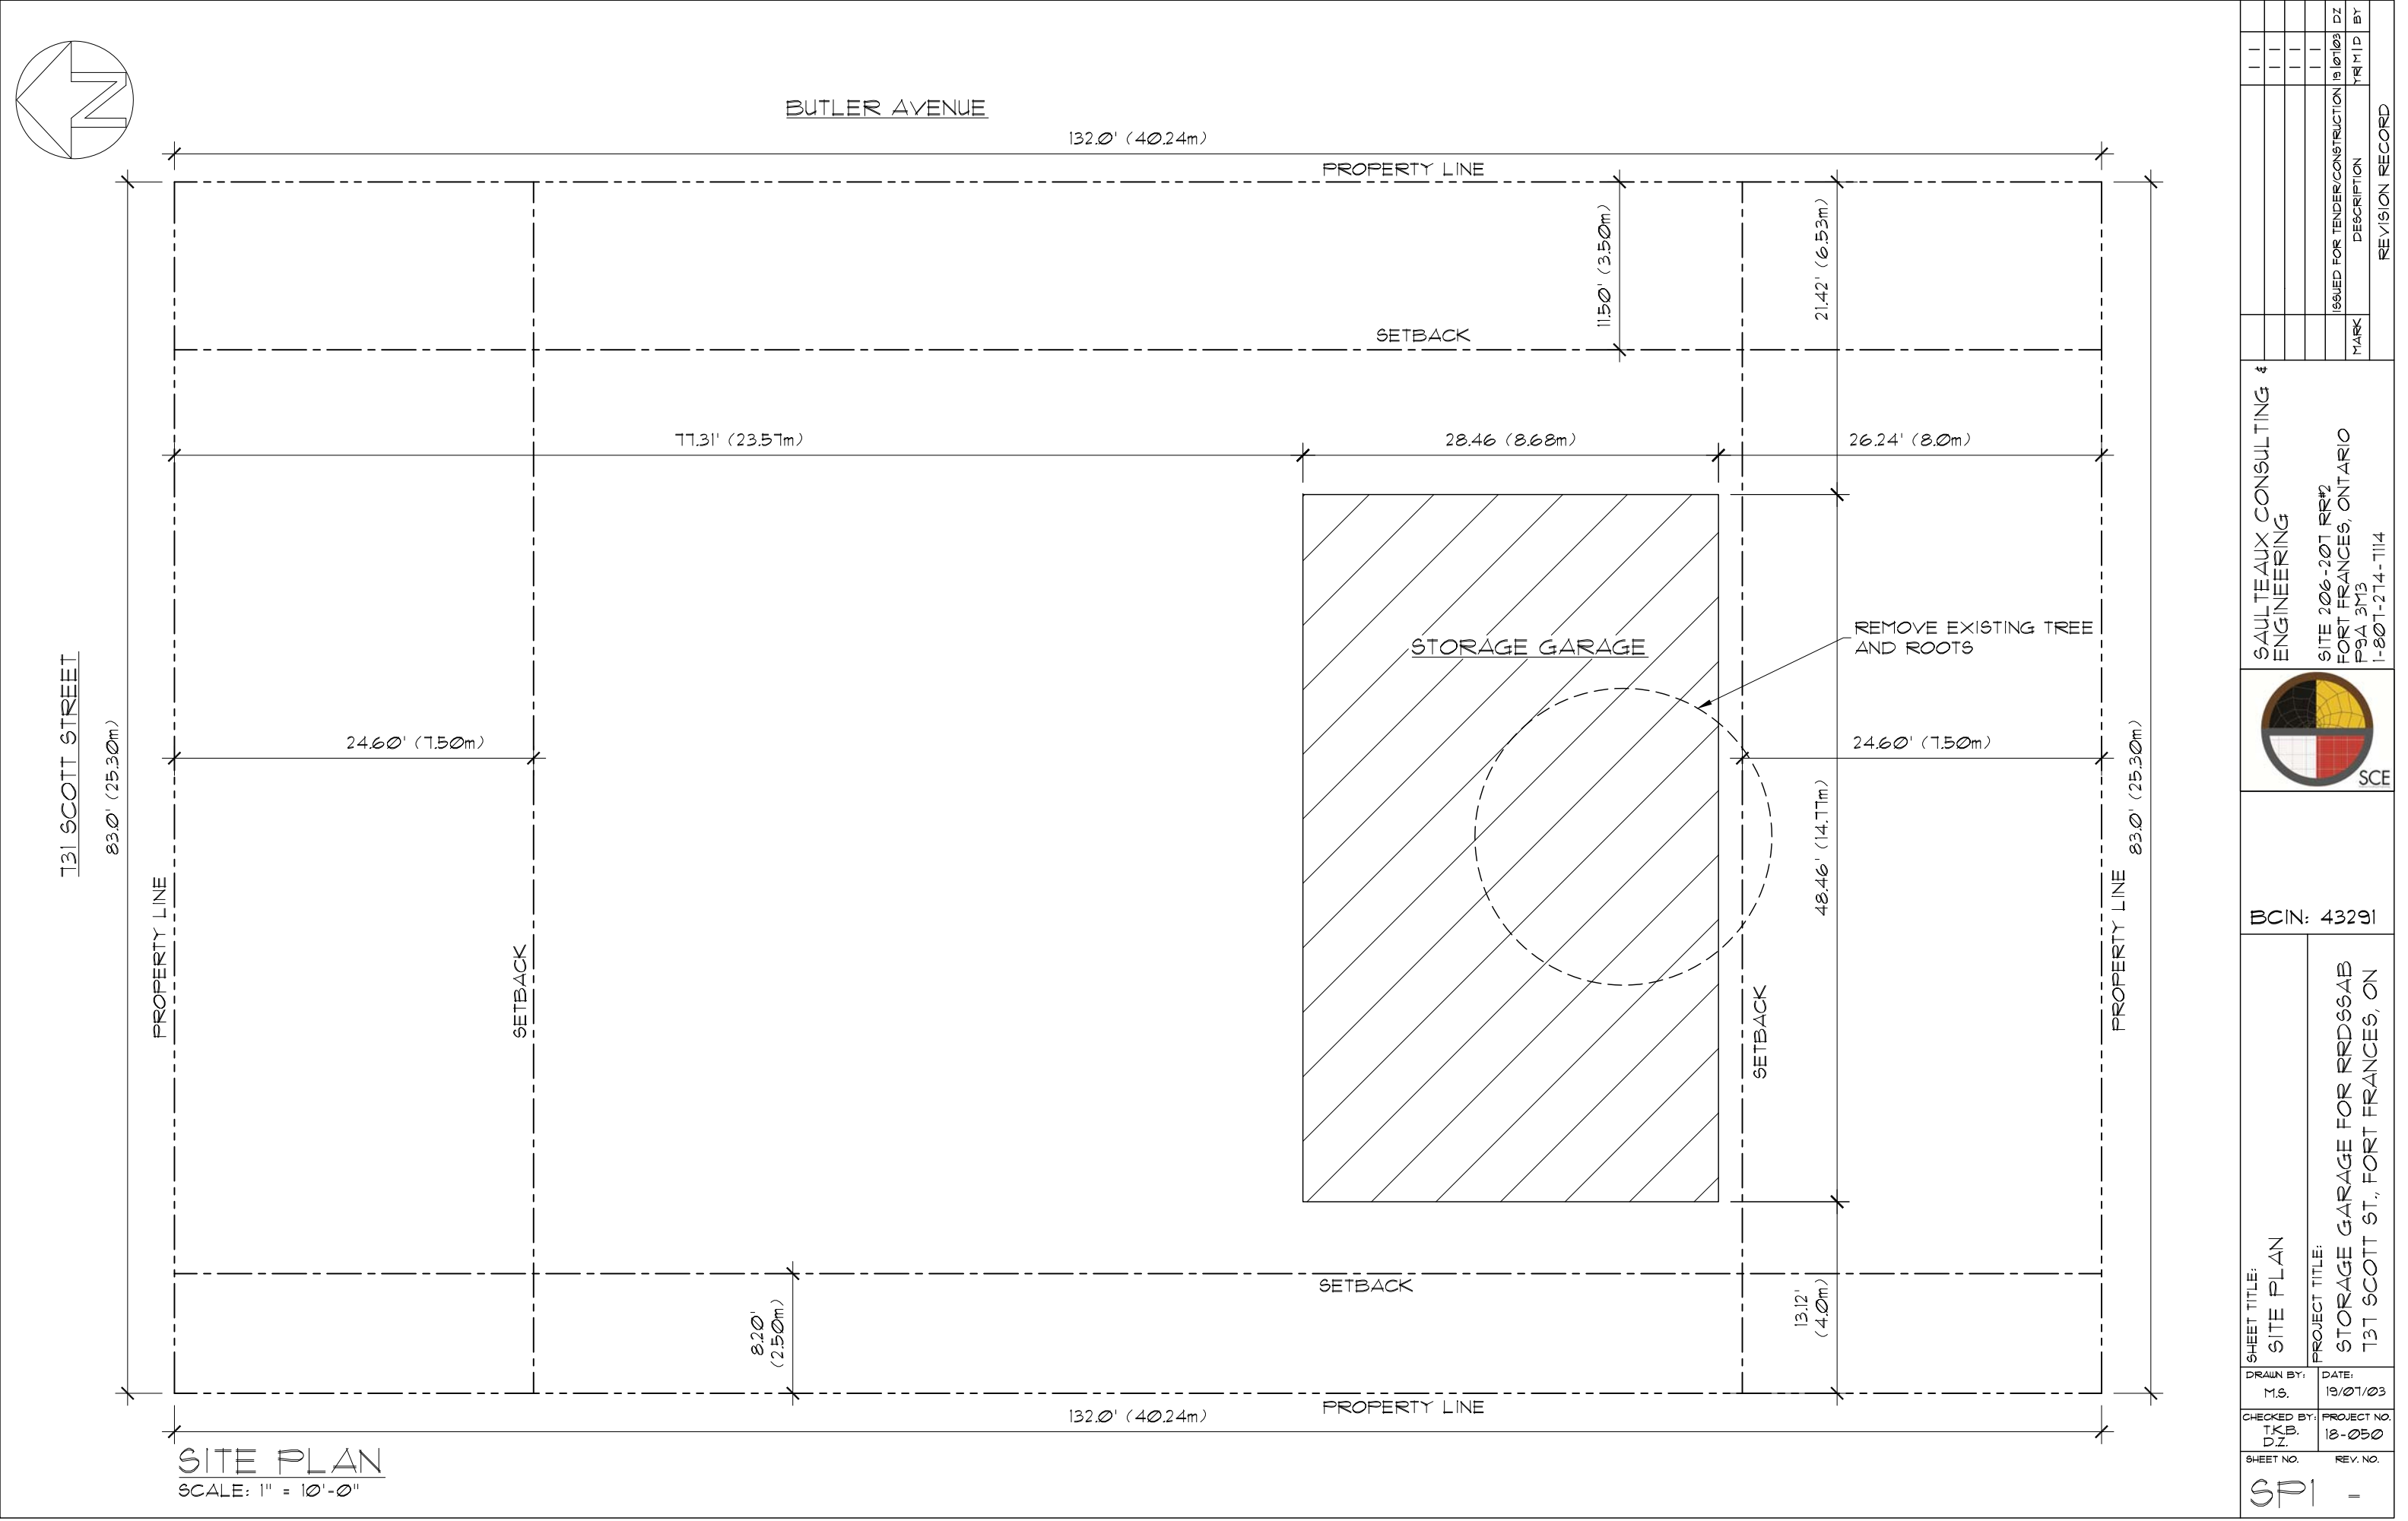 N
BUTLER AVENUE
132.0' (40.24m)
PROPERTY LINE
11.50' (3.50m)
21.42' (6.53m)
SETBACK
77.31' (23.57m)
28.46 (8.68m)
26.24' (8.0m)
STORAGE GARAGE
REMOVE EXISTING TREE
AND ROOTS
731 SCOTT STREET
83.0' (25.30m)
PROPERTY LINE
24.60' (7.50m)
SETBACK
24.60' (7.50m)
48.46' (14.77m)
SETBACK
83.0' (25.30m)
PROPERTY LINE
SETBACK
8.20'
(2.50m)
13.12'
(4.0m)
PROPERTY LINE
132.0' (40.24m)
SITE PLAN
SCALE: 1" = 10'-0"
ISSUED FOR TENDER/CONSTRUCTION 19|07|03 DZ
MARK DESCRIPTION YR|M|D BY
REVISION RECORD
SAULTEAUX CONSULTING &
ENGINEERING
SITE 206-207 RR#2
FORT FRANCES, ONTARIO
P9A 3M3
1-807-274-7114
SCE
BCIN: 43291
SHEET TITLE:
SITE PLAN
PROJECT TITLE:
STORAGE GARAGE FOR RRDSSAB
737 SCOTT ST., FORT FRANCES, ON
DRAWN BY:
M.S.
DATE:
19/07/03
CHECKED BY:
T.K.B.
D.Z.
PROJECT NO.
18-050
SHEET NO.
SP1
REV. NO.
-